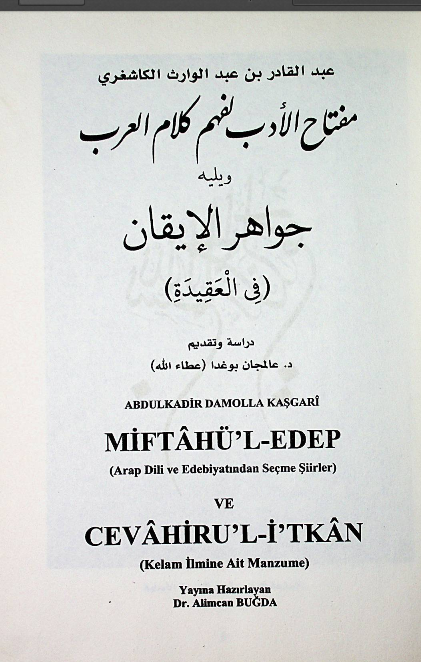 عبد القادر بن عبد الوارث الكاشغري
مفتاح الأدب لفهم كلام العرب
ويليه
جواهر الإيقان
(فِي الْعَقِيدَةِ)
دراسة وتقديم
د. عالمجان بوغدا (عطاء الله)
ABDULKADİR DAMOLLA KAŞGARÎ
MİFTÂHÜ'L-EDEP
(Arap Dili ve Edebiyatından Seçme Şiirler)
VE
CEVÂHİRU'L-İ'TKÂN
(Kelam İlmine Ait Manzume)
Yayına Hazırlayan
Dr. Alimcan BUĞDA